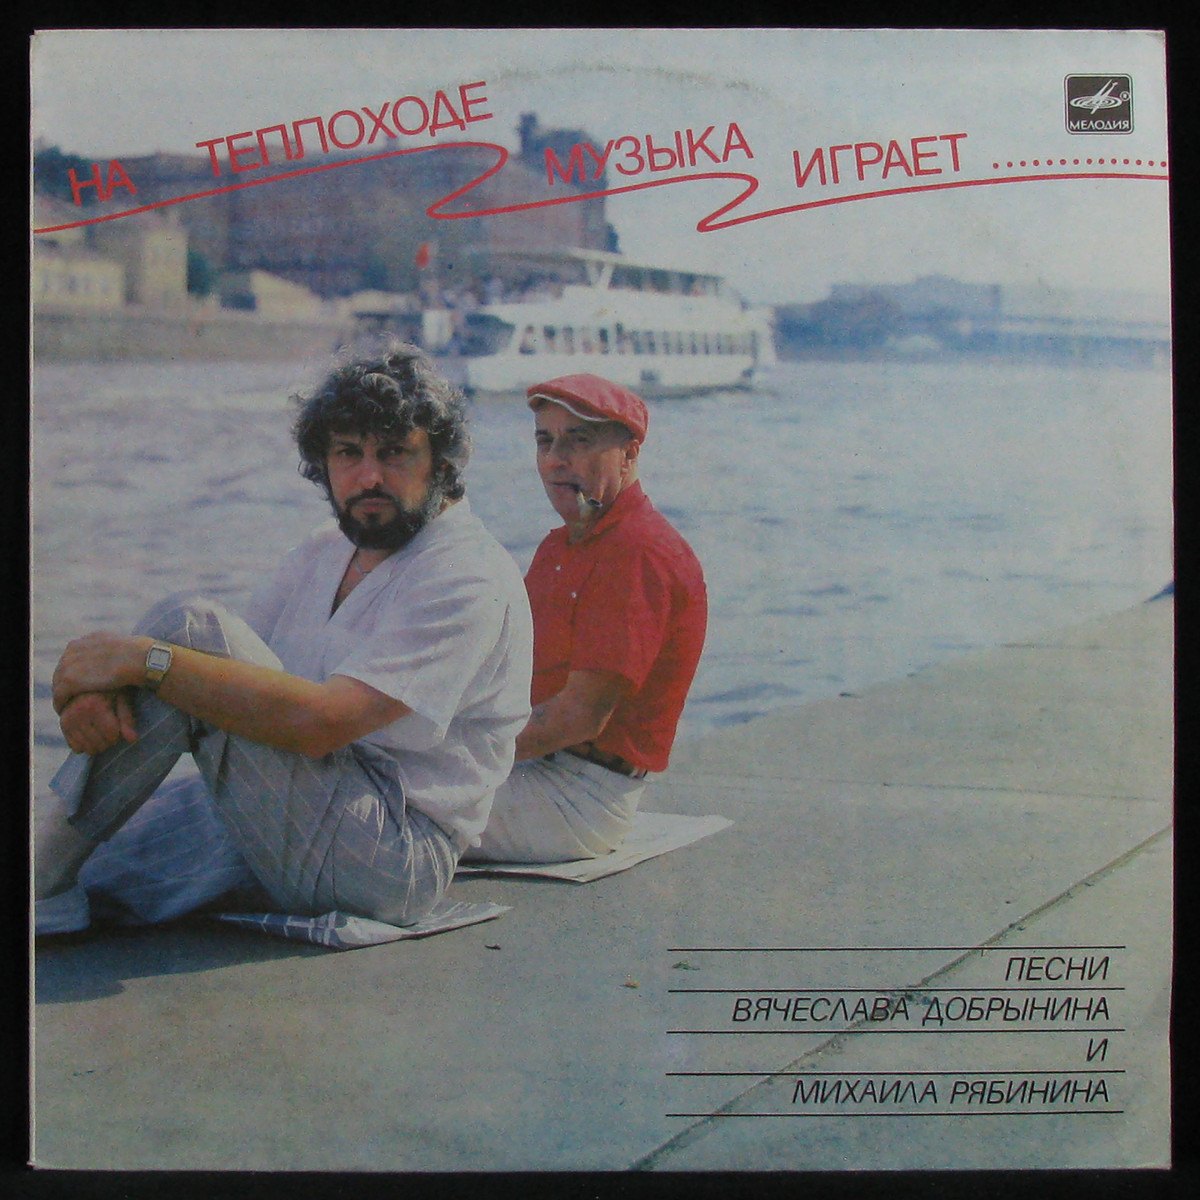 НА ТЕПЛОХОДЕ МУЗЫКА ИГРАЕТ ..................
МЕЛОДИЯ
ПЕСНИ
ВЯЧЕСЛАВА ДОБРЫНИНА
И
МИХАИЛА РЯБИНИНА